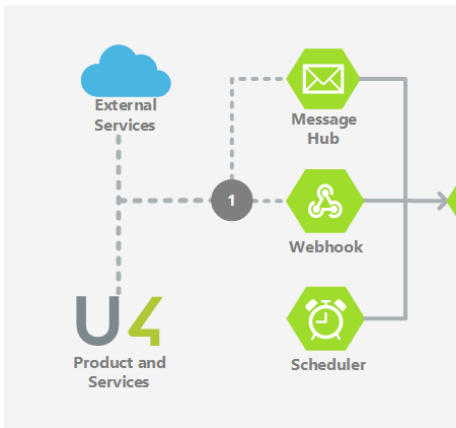 External
Services
Message
Hub
1
Webhook
U4
Product and
Services
Scheduler